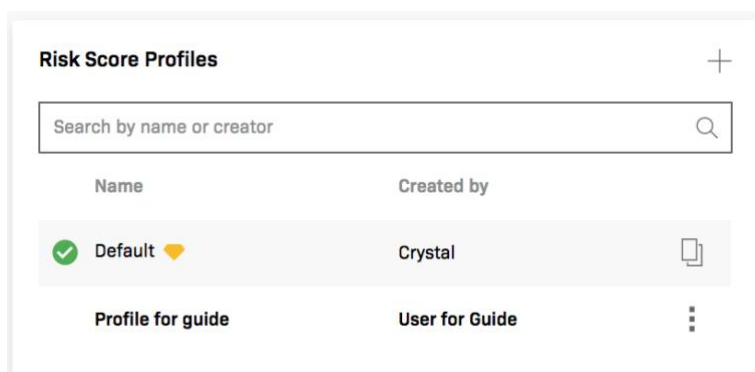 Risk Score Profiles
Search by name or creator
Name Created by
Default Crystal
Profile for guide User for Guide